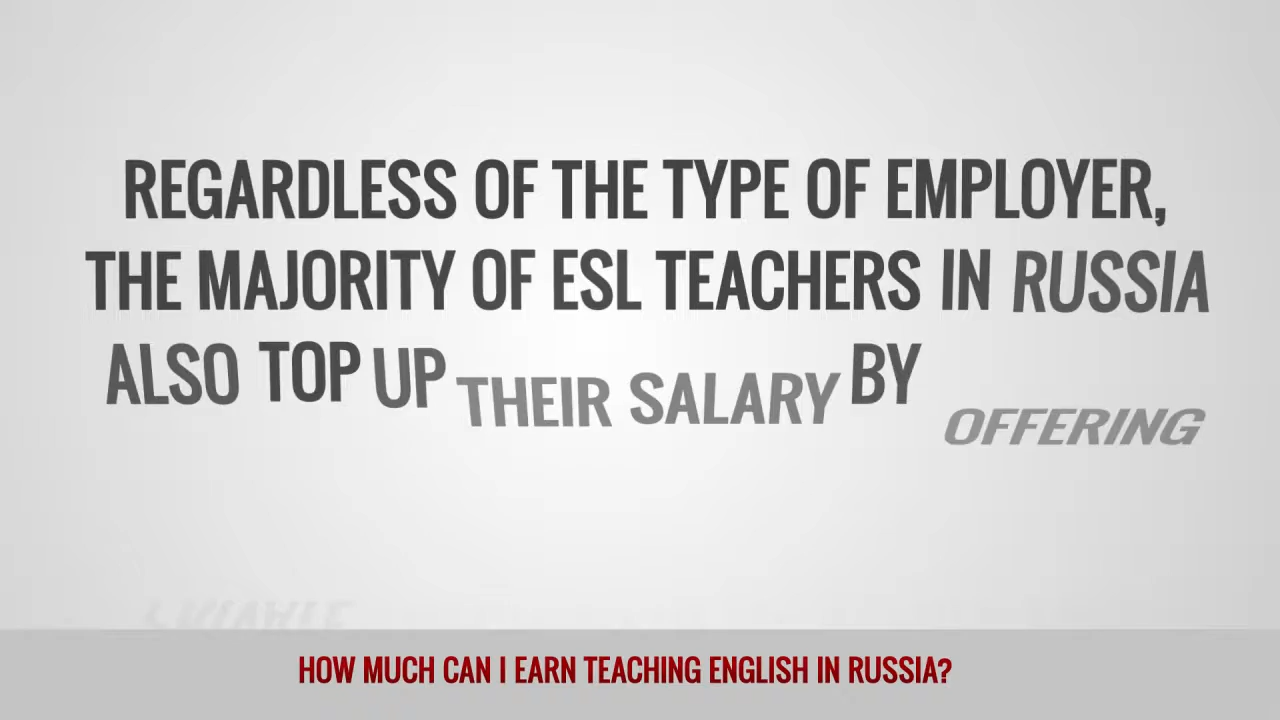 REGARDLESS OF THE TYPE OF EMPLOYER,
THE MAJORITY OF ESL TEACHERS IN RUSSIA
ALSO TOP UP THEIR SALARY BY OFFERING
HOW MUCH CAN I EARN TEACHING ENGLISH IN RUSSIA?